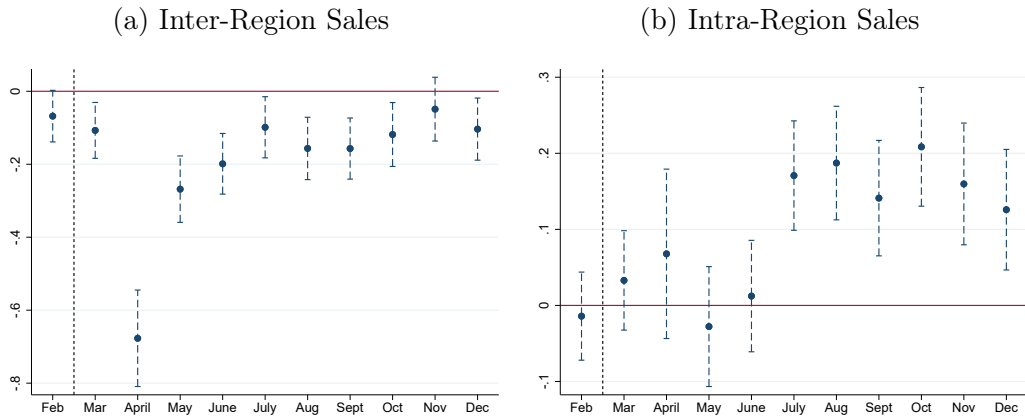 (a) Inter-Region Sales
0
-.2
-.4
-.6
-.8
Feb Mar April May June July Aug Sept Oct Nov Dec
(b) Intra-Region Sales
.3
.2
.1
0
-.1
Feb Mar April May June July Aug Sept Oct Nov Dec